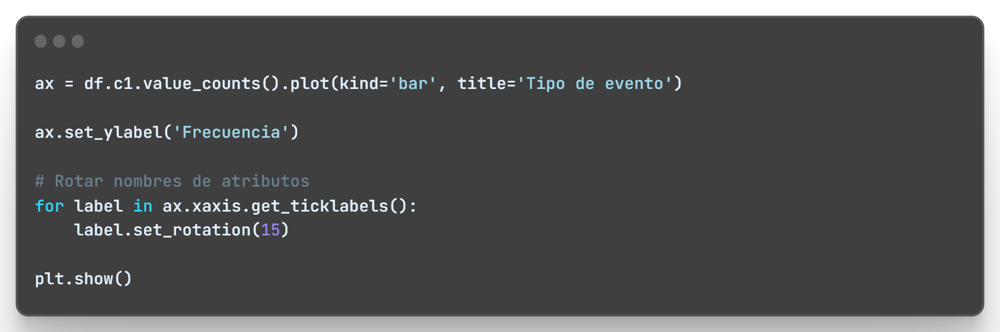 ax = df.c1.value_counts().plot(kind='bar', title='Tipo de evento')
ax.set_ylabel('Frecuencia')
# Rotar nombres de atributos
for label in ax.xaxis.get_ticklabels():
    label.set_rotation(15)
plt.show()